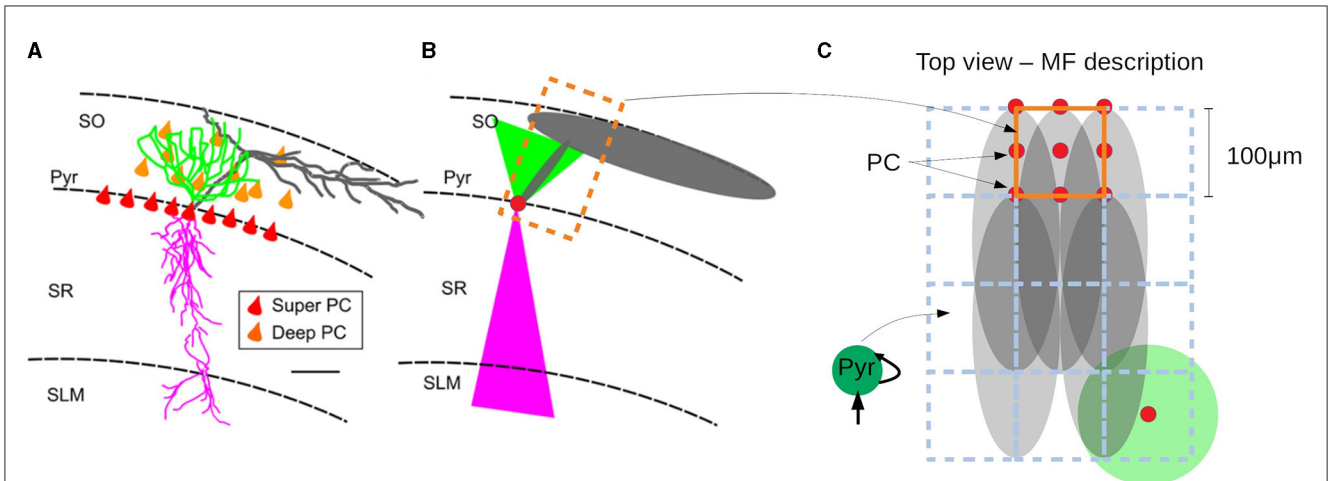 A
SO
Pyr
SR
SLM
Super PC
Deep PC
B
SO
Pyr
SR
SLM
C
Top view – MF description
PC
100μm
Pyr